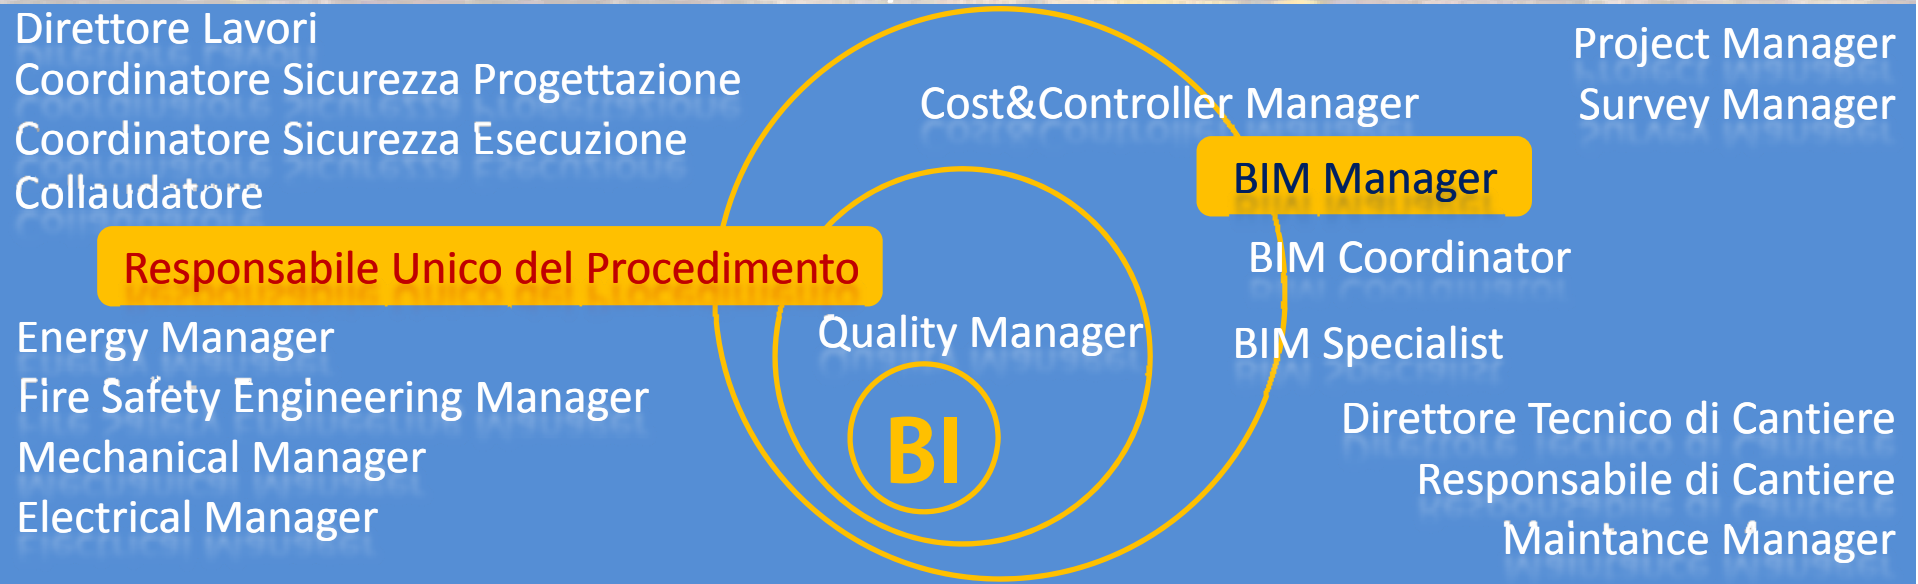 Direttore Lavori
Coordinatore Sicurezza Progettazione
Coordinatore Sicurezza Esecuzione
Collaudatore
Responsabile Unico del Procedimento
Energy Manager
Fire Safety Engineering Manager
Mechanical Manager
Electrical Manager
Cost&Controller Manager
Quality Manager
BI
Project Manager
Survey Manager
BIM Manager
BIM Coordinator
BIM Specialist
Direttore Tecnico di Cantiere
Responsabile di Cantiere
Maintance Manager